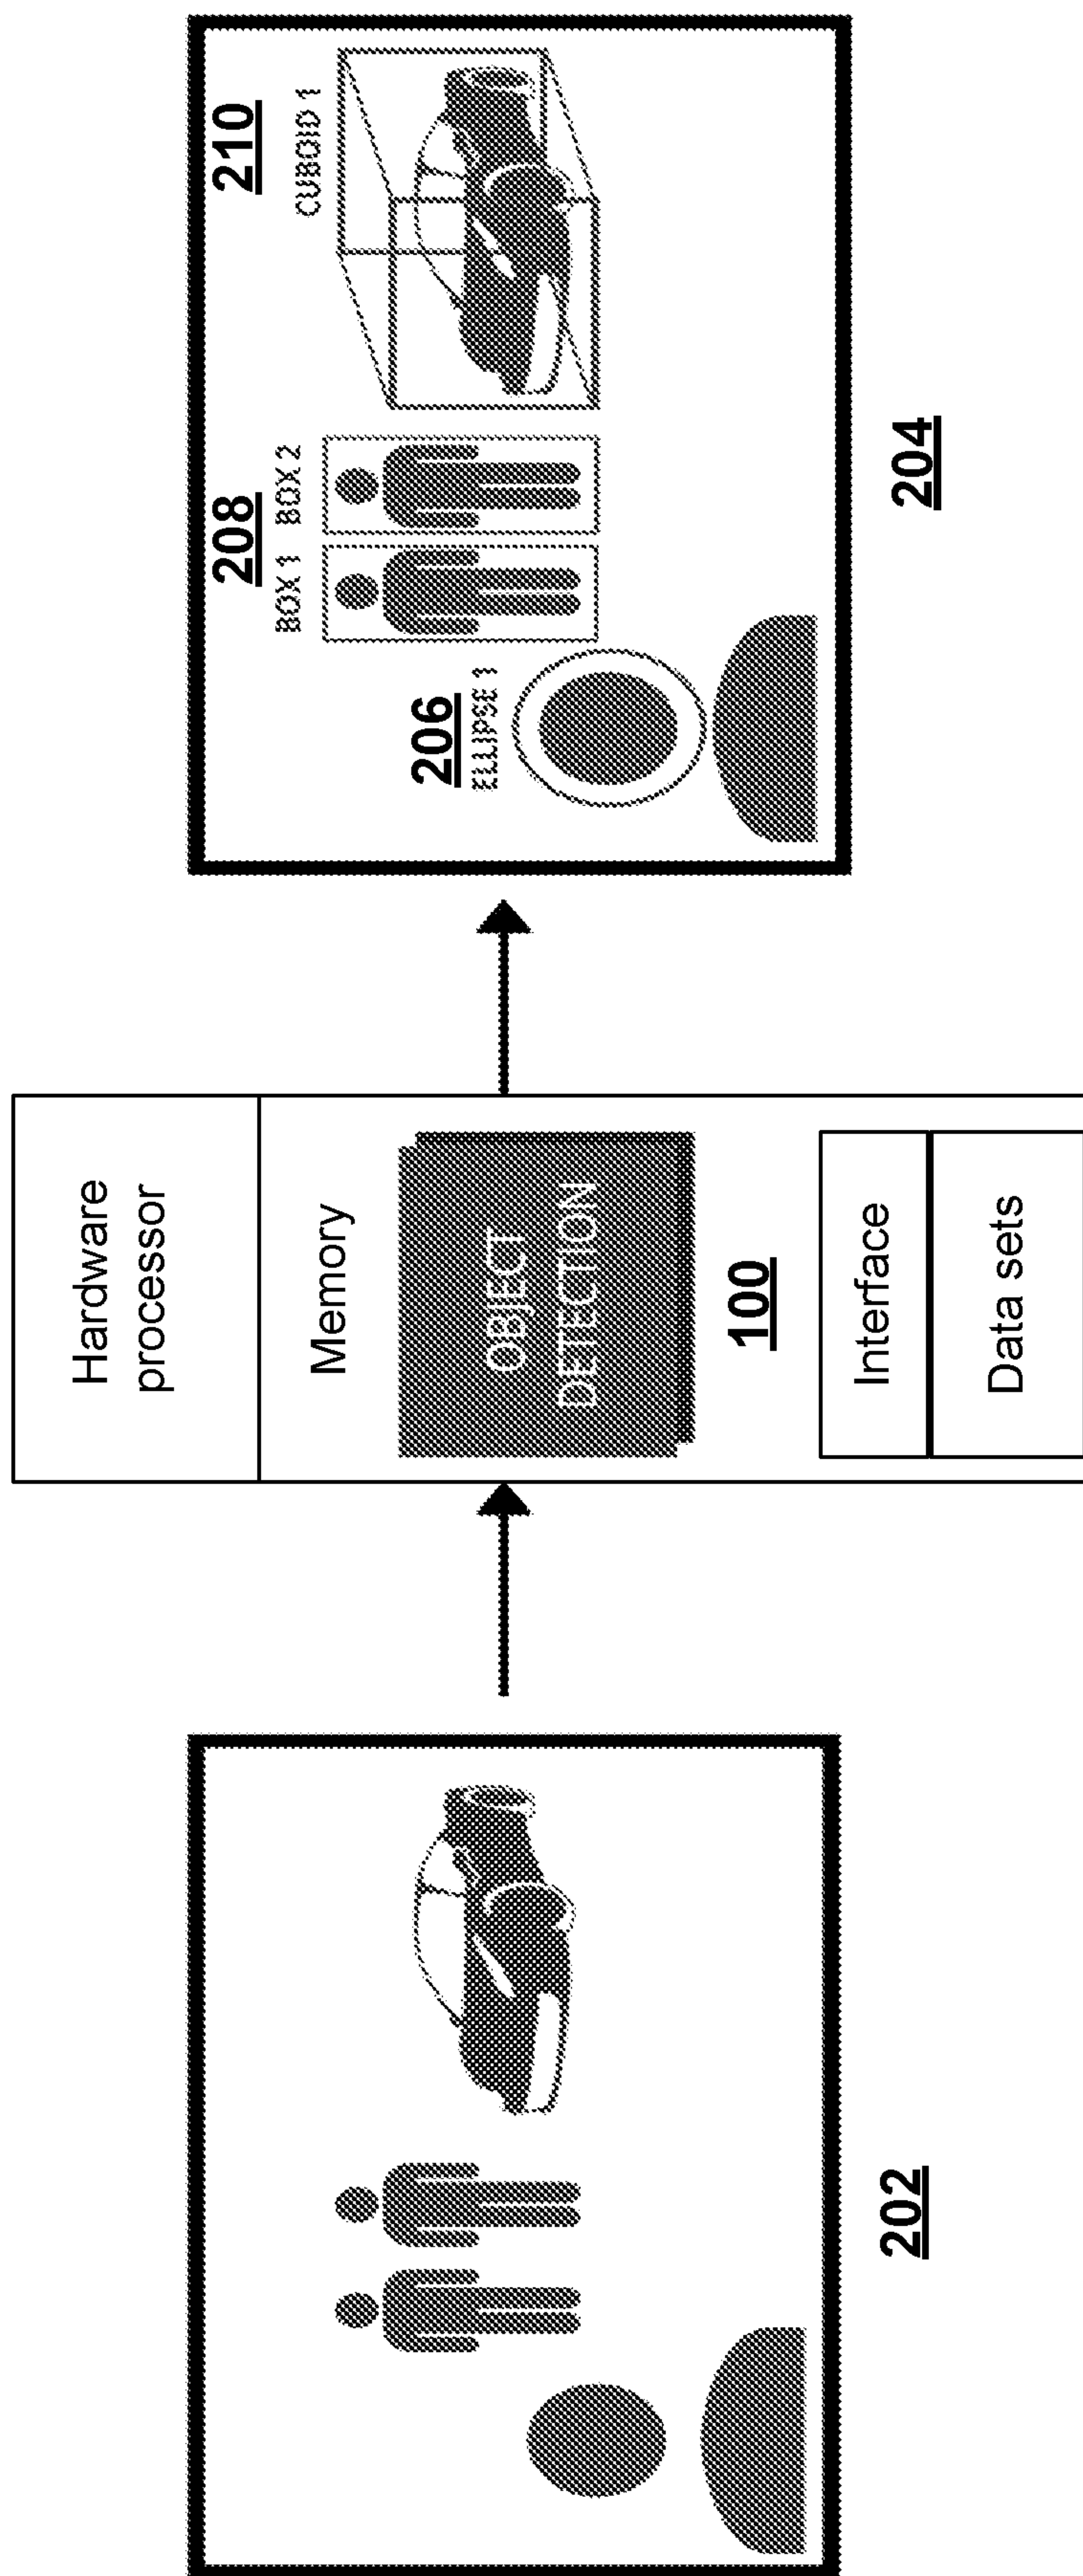 202
Hardware
processor
Memory
OBJECT
DETECTION
100
Interface
Data sets
206
ELLIPSE 1
208
BOX 1 BOX 2
210
CUBOID 1
204